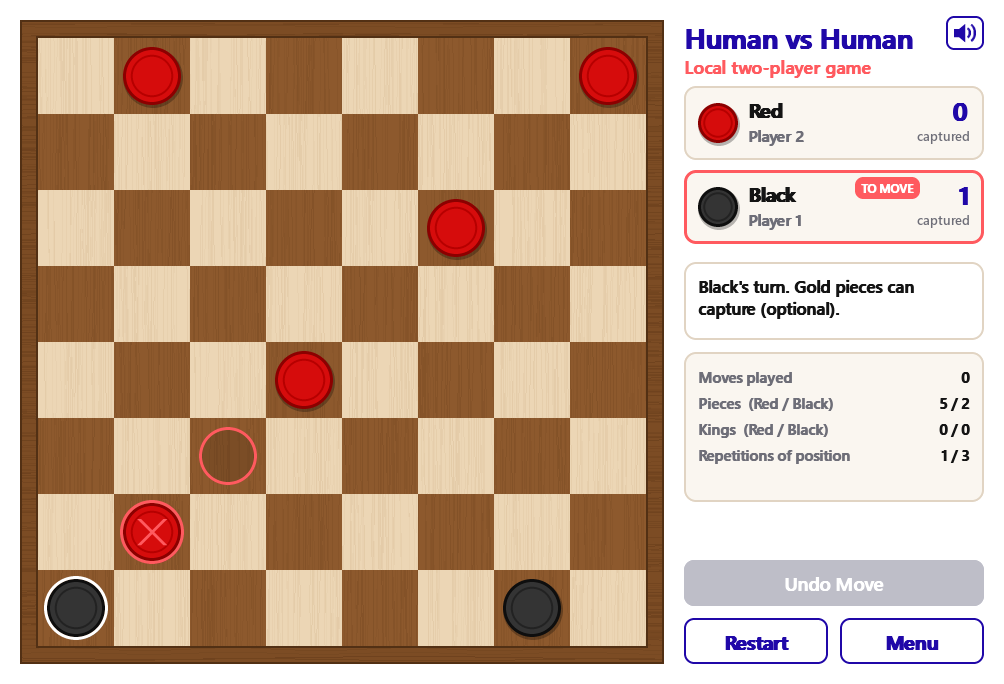 Human vs Human
Local two-player game
Red
0
Player 2
captured
Black
TO MOVE
1
Player 1
captured
Black's turn. Gold pieces can
capture (optional).
Moves played 0
Pieces (Red / Black) 5 / 2
Kings (Red / Black) 0 / 0
Repetitions of position 1 / 3
Undo Move
Restart
Menu